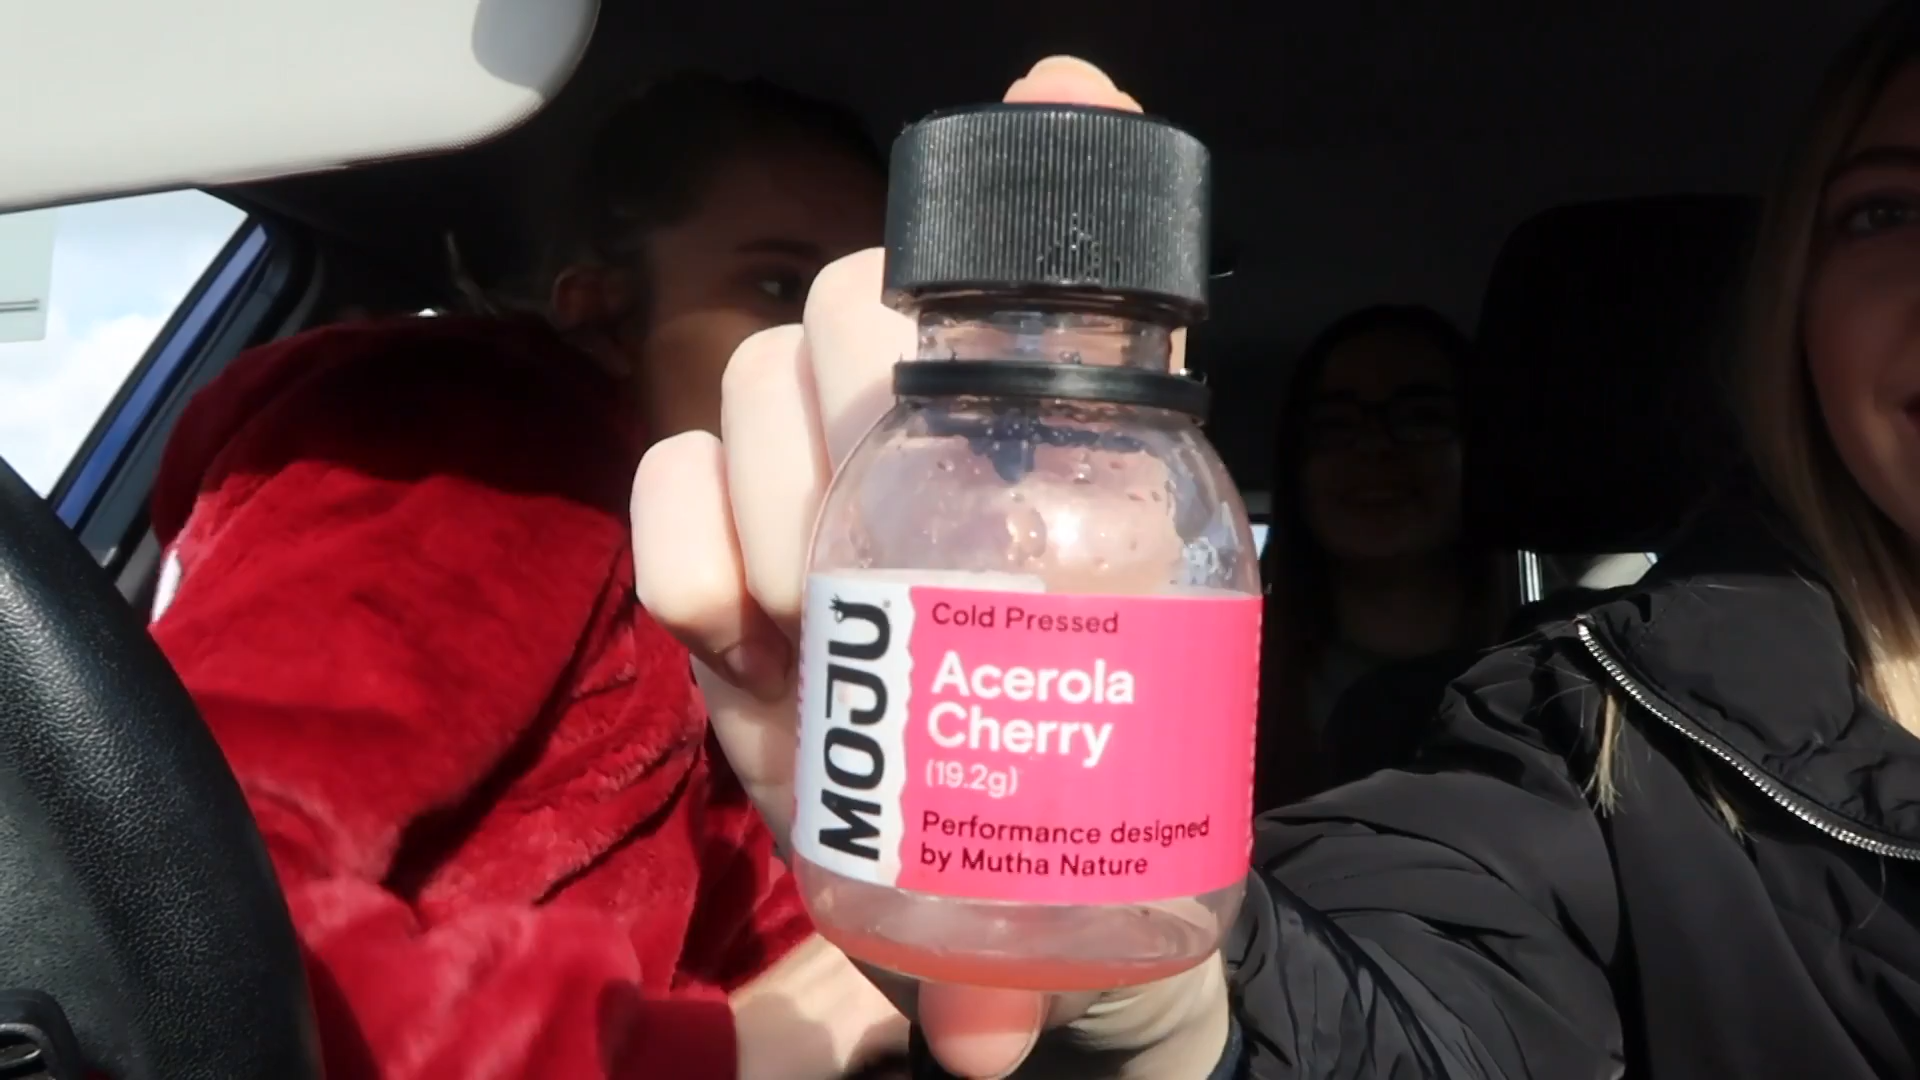 MOJU
Cold Pressed
Acerola
Cherry
(19.2g)
Performance designed
by Mutha Nature